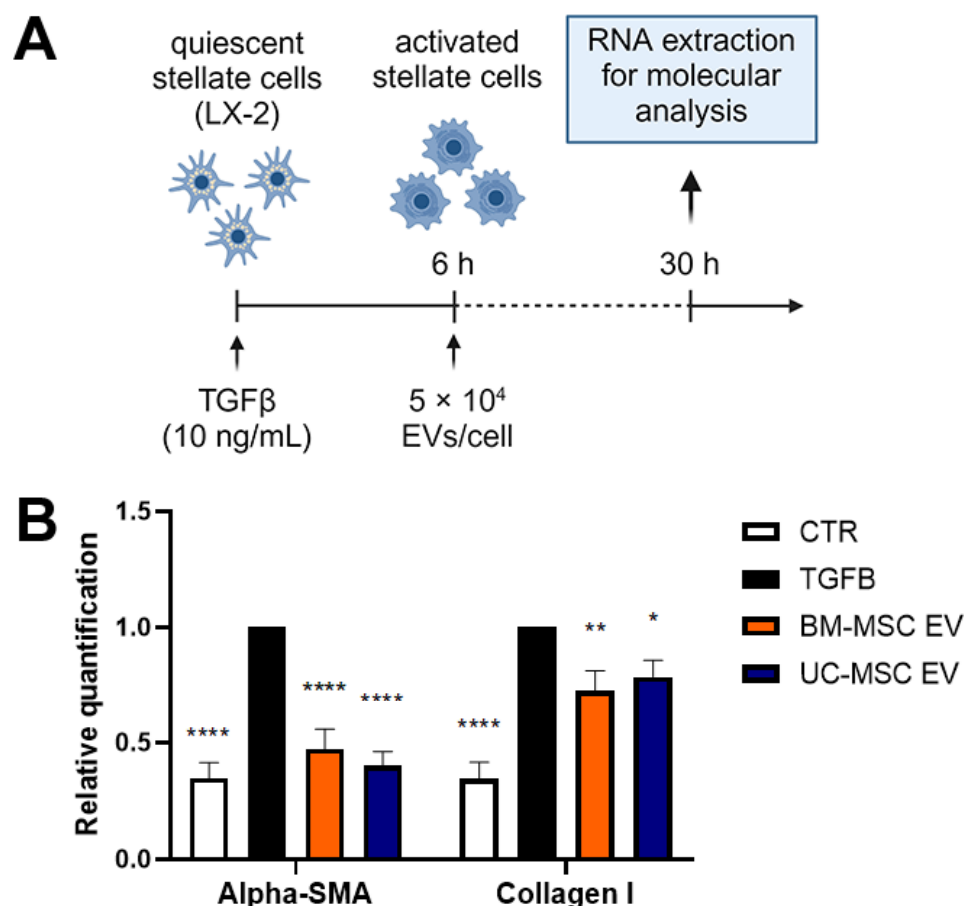 A
quiescent
stellate cells
(LX-2)
activated
stellate cells
RNA extraction
for molecular
analysis
6 h
30 h
TGFβ
(10 ng/mL)
5 × 10⁴
EVs/cell
B
Relative quantification
1.5
1.0
0.5
0.0
****
****
****
****
**
*
Alpha-SMA
Collagen I
CTR
TGFB
BM-MSC EV
UC-MSC EV